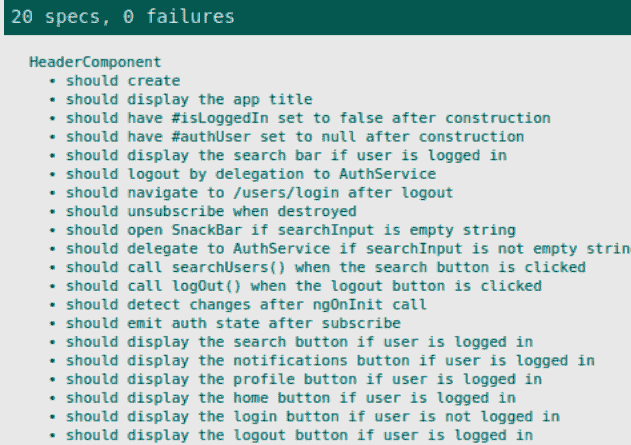 20 specs, 0 failures
HeaderComponent
• should create
• should display the app title
• should have #isLoggedIn set to false after construction
• should have #authUser set to null after construction
• should display the search bar if user is logged in
• should logout by delegation to AuthService
• should navigate to /users/login after logout
• should unsubscribe when destroyed
• should open SnackBar if searchInput is empty string
• should delegate to AuthService if searchInput is not empty strin
• should call searchUsers() when the search button is clicked
• should call logOut() when the logout button is clicked
• should detect changes after ngOnInit call
• should emit auth state after subscribe
• should display the search button if user is logged in
• should display the notifications button if user is logged in
• should display the profile button if user is logged in
• should display the home button if user is logged in
• should display the login button if user is not logged in
• should display the logout button if user is logged in